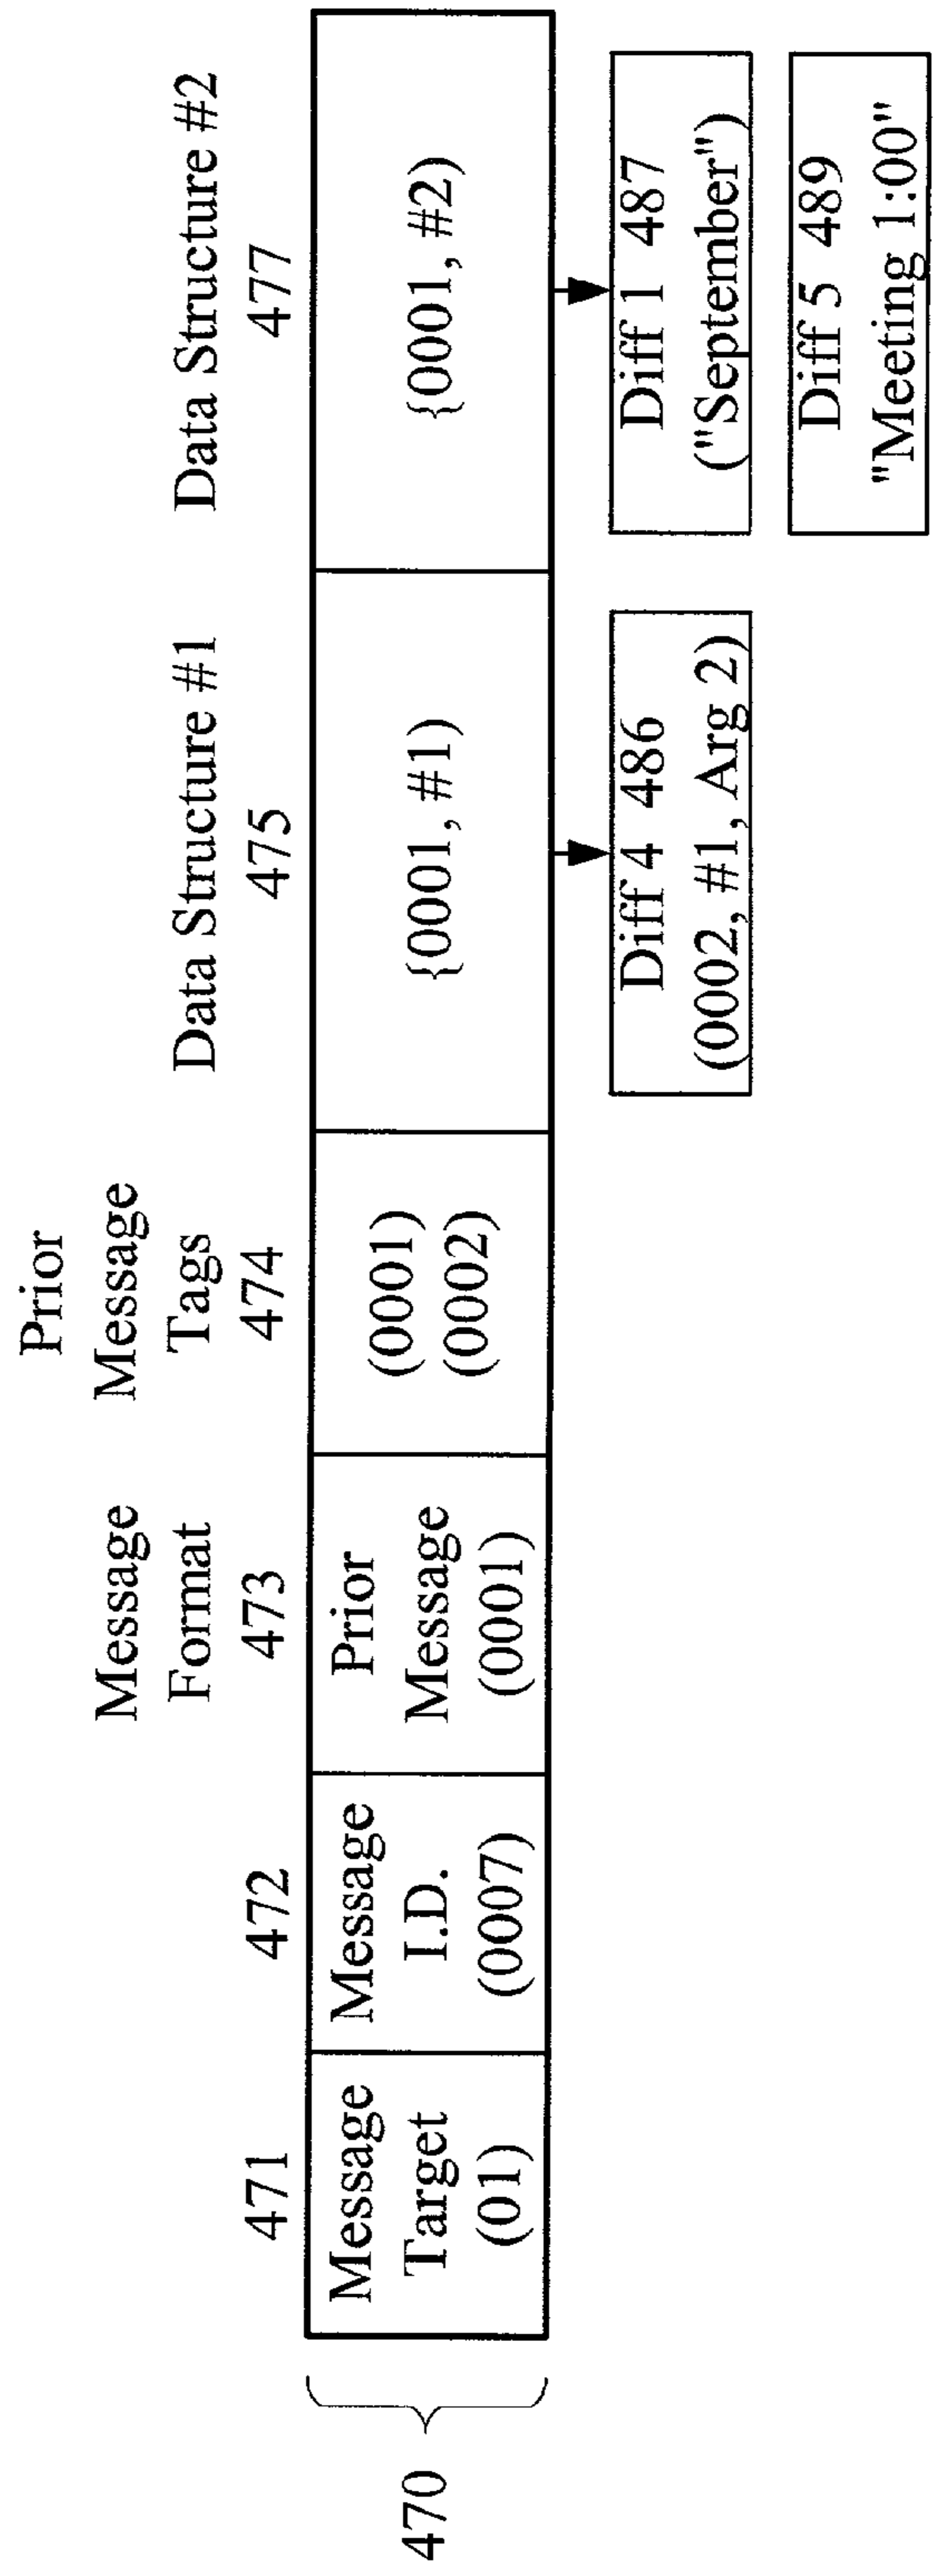 470
471
Message
Target
(01)
472
Message
I.D.
(0007)
Message
Format
473
Prior
Message
(0001)
Prior
Message
Tags
474
(0001)
(0002)
Data Structure #1
475
{0001, #1)
Diff 4 486
(0002, #1, Arg 2)
Data Structure #2
477
{0001, #2)
Diff 1 487
("September")
Diff 5 489
"Meeting 1:00"